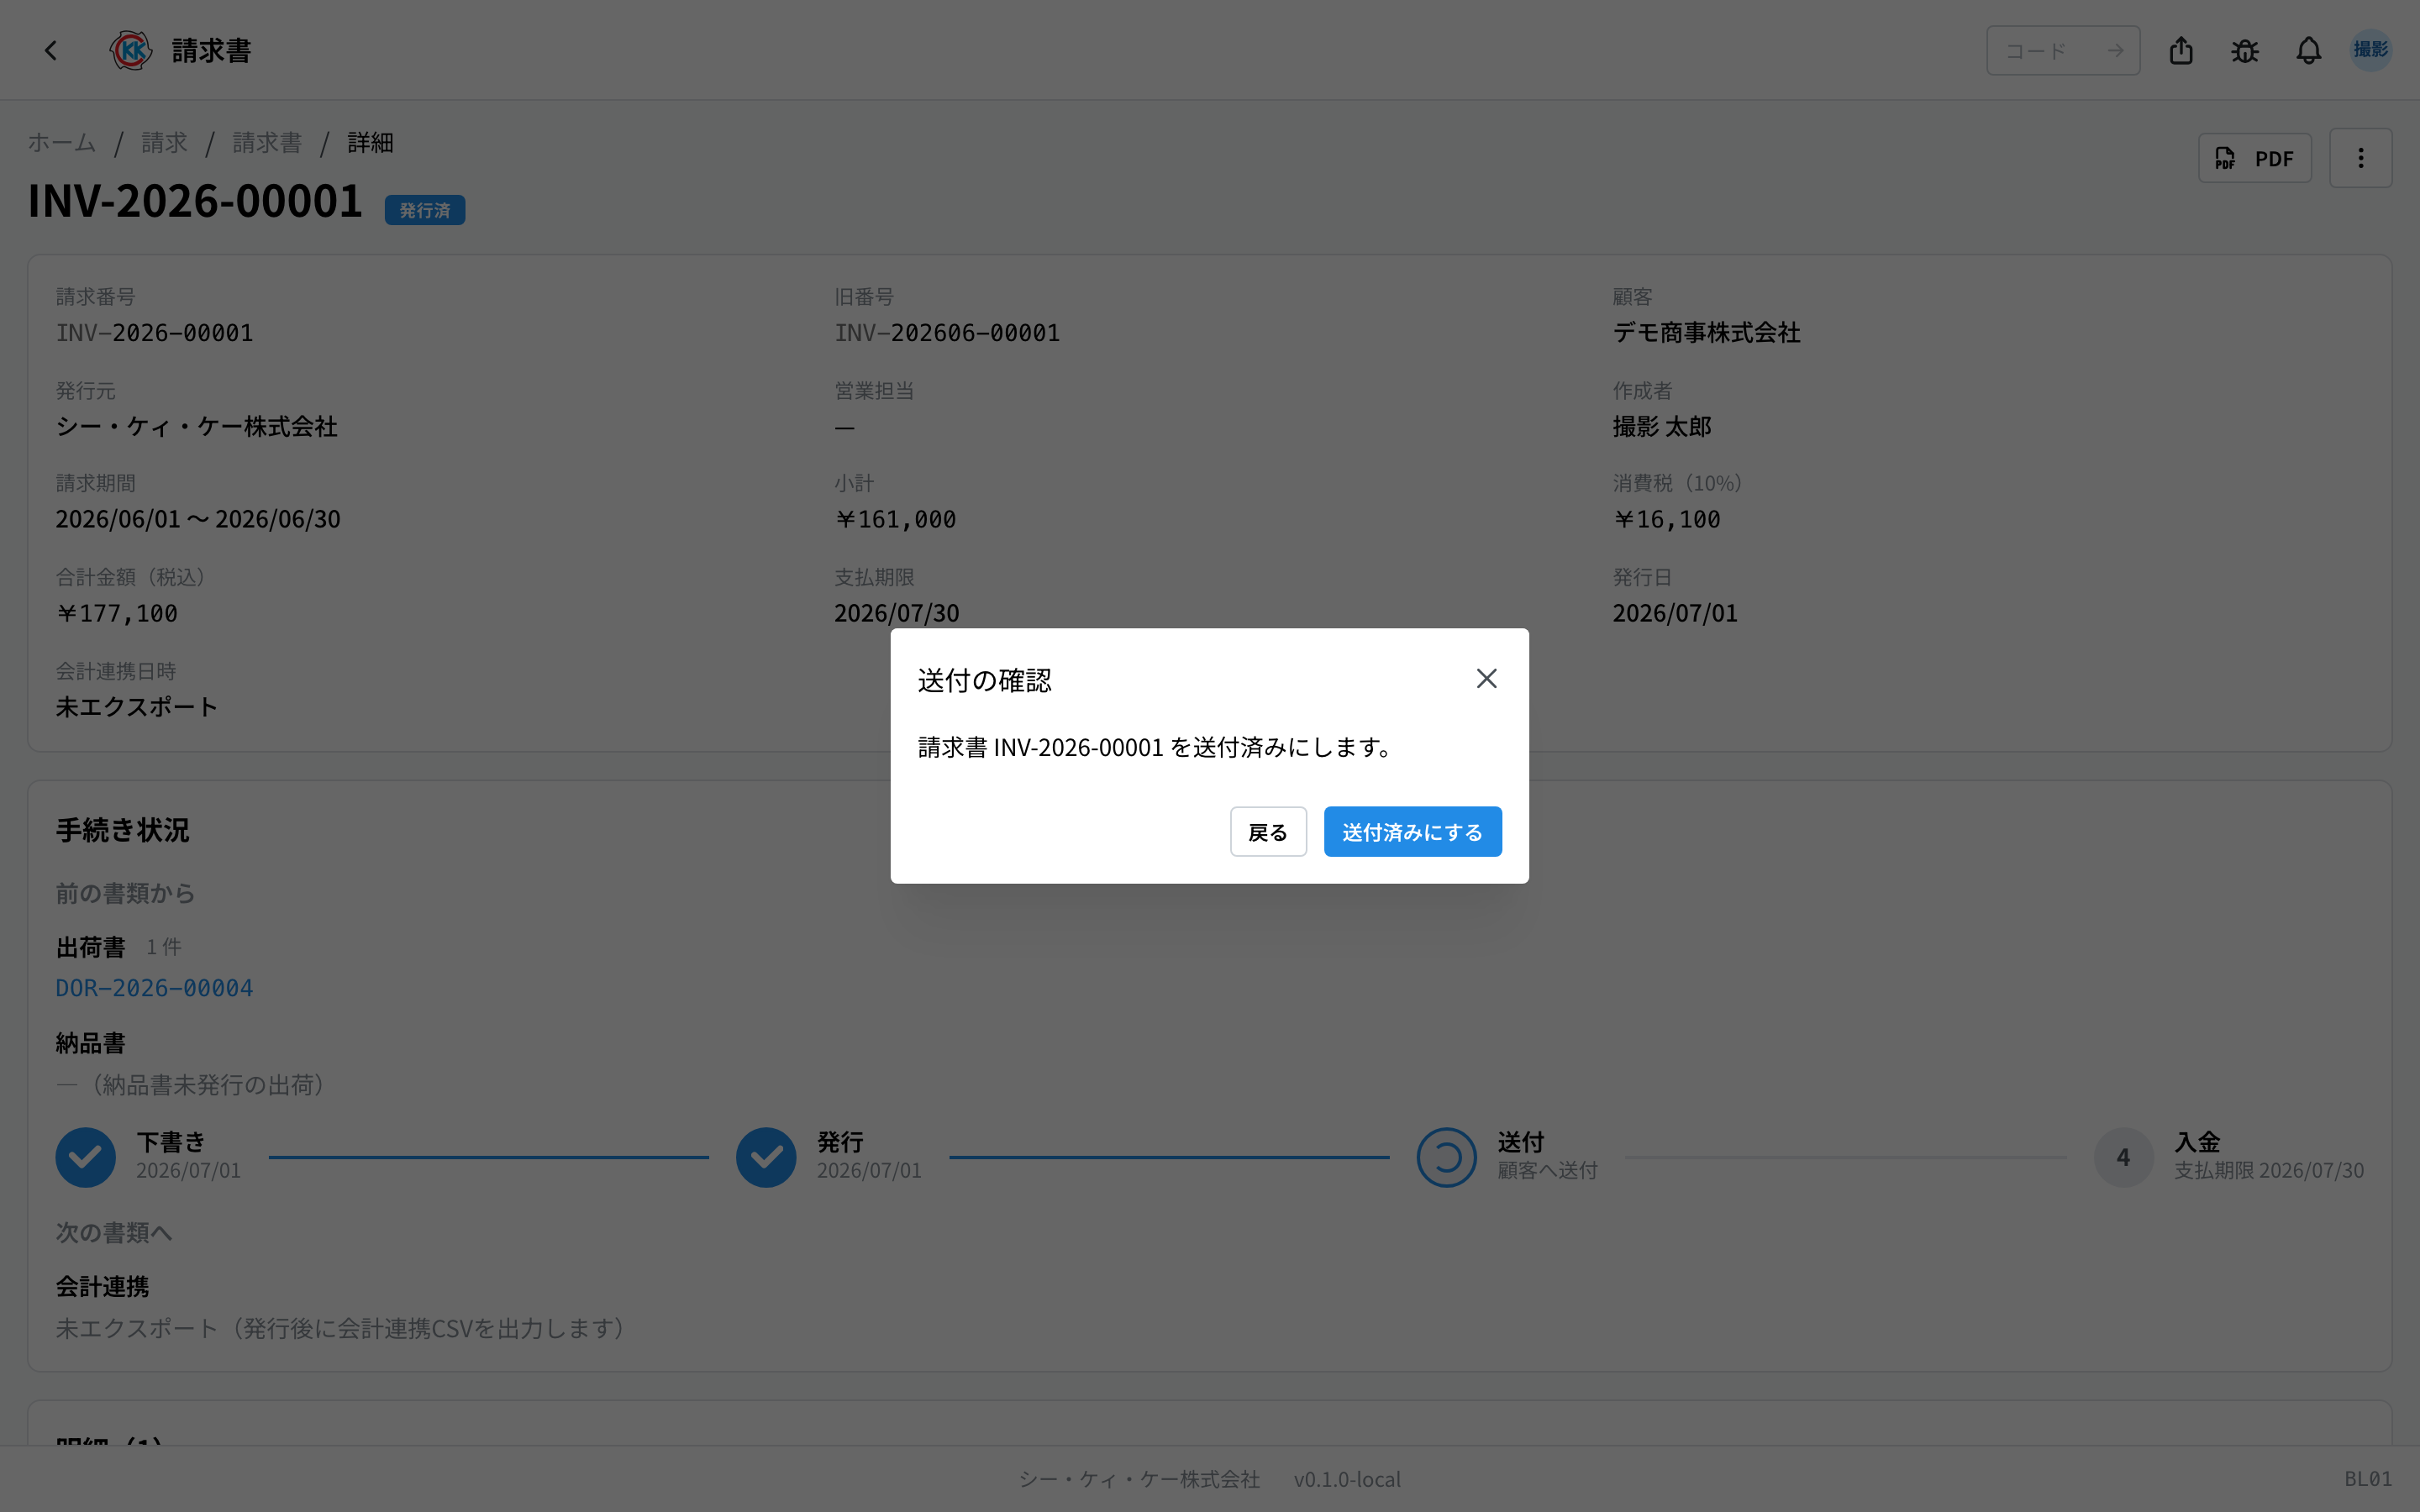 KK 請求書
コード
撮影
ホーム / 請求 / 請求書 / 詳細
INV-2026-00001 発行済
PDF PDF
請求番号
INV-2026-00001
旧番号
INV-202606-00001
顧客
デモ商事株式会社
発行元
シー・ケィ・ケー株式会社
営業担当
—
作成者
撮影 太郎
請求期間
2026/06/01 〜 2026/06/30
小計
¥161,000
消費税（10%）
¥16,100
合計金額（税込）
¥177,100
支払期限
2026/07/30
発行日
2026/07/01
会計連携日時
未エクスポート
送付の確認
請求書 INV-2026-00001 を送付済みにします。
戻る
送付済みにする
手続き状況
前の書類から
出荷書 1 件
DOR-2026-00004
納品書
—（納品書未発行の出荷）
下書き
2026/07/01
発行
2026/07/01
送付
顧客へ送付
4
入金
支払期限 2026/07/30
次の書類へ
会計連携
未エクスポート（発行後に会計連携CSVを出力します）
明細（1）
シー・ケィ・ケー株式会社 v0.1.0-local
BL01